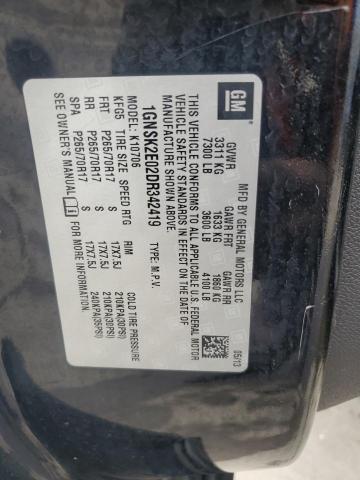 GM
MFD BY GENERAL MOTORS LLC 05/13
GVWR GAWR FRT GAWR RR
3311 KG 1633 KG 1860 KG
7300 LB 3600 LB 4100 LB
THIS VEHICLE CONFORMS TO ALL APPLICABLE U.S. FEDERAL MOTOR
VEHICLE SAFETY STANDARDS IN EFFECT ON THE DATE OF
MANUFACTURE SHOWN ABOVE.
1GNSK2E02DR342419 TYPE: M.P.V.
MODEL: K10706
KFG5 TIRE SIZE SPEED RTG RIM COLD TIRE PRESSURE
FRT P265/70R17 S 17X7.5J 210KPA(30PSI)
RR P265/70R17 S 17X7.5J 210KPA(30PSI)
SPA P265/70R17 S 17X7.5J 240KPA(35PSI)
SEE OWNER'S MANUAL FOR MORE INFORMATION.